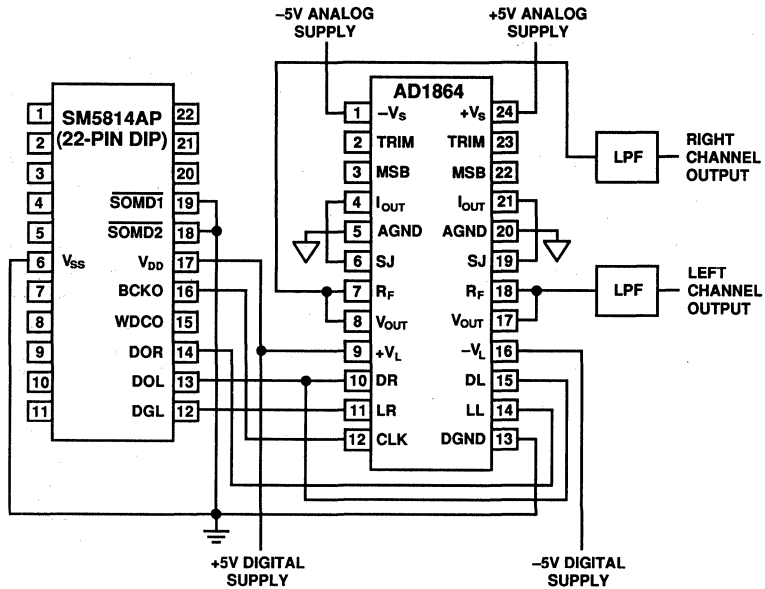 –5V ANALOG
SUPPLY
+5V ANALOG
SUPPLY
SM5814AP
(22-PIN DIP)
1
2
3
4
5
6 VSS
7
8
9
10
11
22
21
20
SOMD1 19
SOMD2 18
VDD 17
BCKO 16
WDCO 15
DOR 14
DOL 13
DGL 12
AD1864
1 –VS
2 TRIM
3 MSB
4 IOUT
5 AGND
6 SJ
7 RF
8 VOUT
9 +VL
10 DR
11 LR
12 CLK
+VS 24
TRIM 23
MSB 22
IOUT 21
AGND 20
SJ 19
RF 18
VOUT 17
–VL 16
DL 15
LL 14
DGND 13
LPF
RIGHT
CHANNEL
OUTPUT
LPF
LEFT
CHANNEL
OUTPUT
+5V DIGITAL
SUPPLY
–5V DIGITAL
SUPPLY